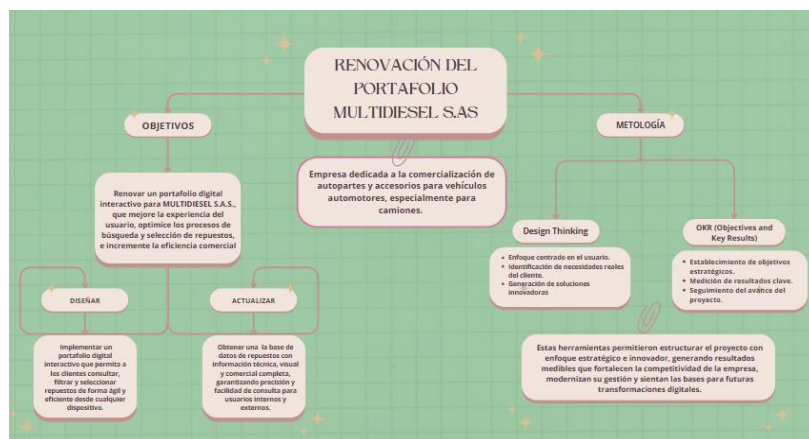 RENOVACIÓN DEL
PORTAFOLIO
MULTIDIESEL S.AS
OBJETIVOS
METOLOGÍA
Empresa dedicada a la comercialización de
autopartes y accesorios para vehículos
automotores, especialmente para
camiones.
Renovar un portafolio digital
interactivo para MULTIDIESEL S.A.S.,
que mejore la experiencia del
usuario, optimice los procesos de
búsqueda y selección de repuestos,
e incremente la eficiencia comercial
Design Thinking
OKR (Objectives and
Key Results)
• Enfoque centrado en el usuario.
• Identificación de necesidades reales
del cliente.
• Generación de soluciones
innovadoras
• Establecimiento de objetivos
estratégicos.
• Medición de resultados clave.
• Seguimiento del avance del
proyecto.
DISEÑAR
ACTUALIZAR
Implementar un
portafolio digital
interactivo que permita a
los clientes consultar,
filtrar y seleccionar
repuestos de forma ágil y
eficiente desde cualquier
dispositivo.
Obtener una la base de
datos de repuestos con
información técnica, visual
y comercial completa,
garantizando precisión y
facilidad de consulta para
usuarios internos y
externos.
Estas herramientas permitieron estructurar el proyecto con
enfoque estratégico e innovador, generando resultados
medibles que fortalecen la competitividad de la empresa,
modernizan su gestión y sientan las bases para futuras
transformaciones digitales.